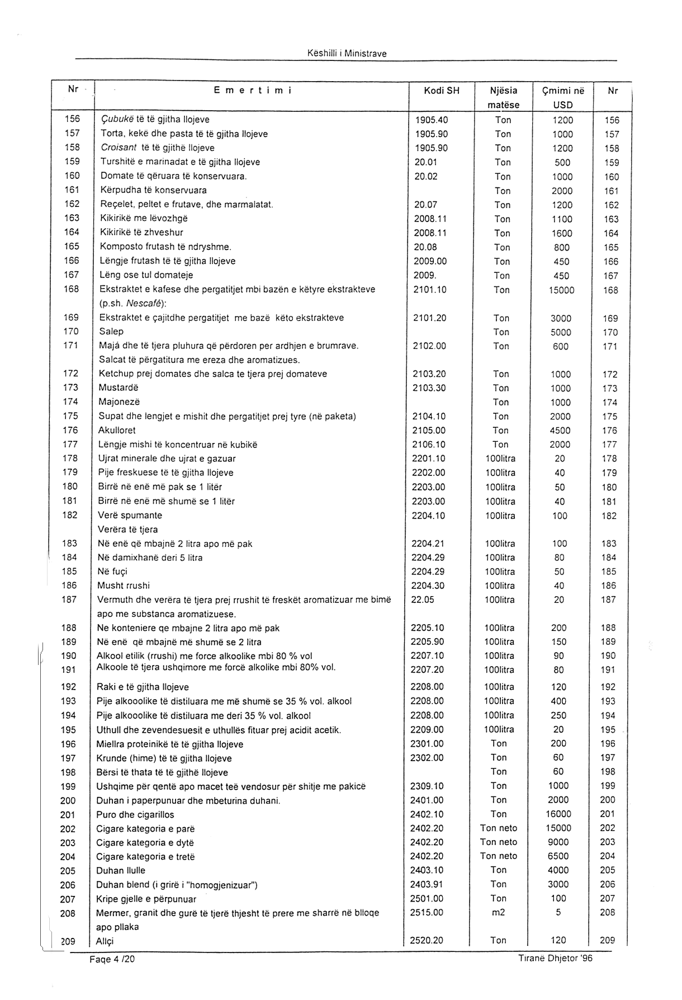 Këshilli i Ministrave
Nr E m e r t i m i Kodi SH Njësia Çmimi në Nr
matëse USD
156 Çubukë të të gjitha llojeve 1905.40 Ton 1200 156
157 Torta, kekë dhe pasta të të gjitha llojeve 1905.90 Ton 1000 157
158 Croisant të të gjithë llojeve 1905.90 Ton 1200 158
159 Turshitë e marinadat e të gjitha llojeve 20.01 Ton 500 159
160 Domate të qëruara të konservuara. 20.02 Ton 1000 160
161 Kërpudha të konservuara Ton 2000 161
162 Reçelet, peltet e frutave, dhe marmalatat. 20.07 Ton 1200 162
163 Kikirikë me lëvozhgë 2008.11 Ton 1100 163
164 Kikirikë të zhveshur 2008.11 Ton 1600 164
165 Komposto frutash të ndryshme. 20.08 Ton 800 165
166 Lëngje frutash të të gjitha llojeve 2009.00 Ton 450 166
167 Lëng ose tul domateje 2009. Ton 450 167
168 Ekstraktet e kafese dhe pergatitjet mbi bazën e këtyre ekstrakteve 2101.10 Ton 15000 168
(p.sh. Nescafé):
169 Ekstraktet e çajitdhe pergatitjet me bazë këto ekstrakteve 2101.20 Ton 3000 169
170 Salep Ton 5000 170
171 Majá dhe të tjera pluhura që përdoren per ardhjen e brumrave. 2102.00 Ton 600 171
Salcat të përgatitura me ereza dhe aromatizues.
172 Ketchup prej domates dhe salca te tjera prej domateve 2103.20 Ton 1000 172
173 Mustardë 2103.30 Ton 1000 173
174 Majonezë Ton 1000 174
175 Supat dhe lengjet e mishit dhe pergatitjet prej tyre (në paketa) 2104.10 Ton 2000 175
176 Akulloret 2105.00 Ton 4500 176
177 Lëngje mishi të koncentruar në kubikë 2106.10 Ton 2000 177
178 Ujrat minerale dhe ujrat e gazuar 2201.10 100litra 20 178
179 Pije freskuese të të gjitha llojeve 2202.00 100litra 40 179
180 Birrë në enë më pak se 1 litër 2203.00 100litra 50 180
181 Birrë në enë më shumë se 1 litër 2203.00 100litra 40 181
182 Verë spumante 2204.10 100litra 100 182
Verëra të tjera
183 Në enë që mbajnë 2 litra apo më pak 2204.21 100litra 100 183
184 Në damixhanë deri 5 litra 2204.29 100litra 80 184
185 Në fuçi 2204.29 100litra 50 185
186 Musht rrushi 2204.30 100litra 40 186
187 Vermuth dhe verëra të tjera prej rrushit të freskët aromatizuar me bimë 22.05 100litra 20 187
apo me substanca aromatizuese.
188 Ne konteniere qe mbajne 2 litra apo më pak 2205.10 100litra 200 188
189 Në enë që mbajnë më shumë se 2 litra 2205.90 100litra 150 189
190 Alkool etilik (rrushi) me force alkoolike mbi 80 % vol 2207.10 100litra 90 190
191 Alkoole të tjera ushqimore me forcë alkolike mbi 80% vol. 2207.20 100litra 80 191
192 Raki e të gjitha llojeve 2208.00 100litra 120 192
193 Pije alkooolike të distiluara me më shumë se 35 % vol. alkool 2208.00 100litra 400 193
194 Pije alkooolike të distiluara me deri 35 % vol. alkool 2208.00 100litra 250 194
195 Uthull dhe zevendesuesit e uthullës fituar prej acidit acetik. 2209.00 100litra 20 195
196 Miellra proteinikë të të gjitha llojeve 2301.00 Ton 200 196
197 Krunde (hime) të të gjitha llojeve 2302.00 Ton 60 197
198 Bërsi të thata të të gjithë llojeve Ton 60 198
199 Ushqime për qentë apo macet teë vendosur për shitje me pakicë 2309.10 Ton 1000 199
200 Duhan i paperpunuar dhe mbeturina duhani. 2401.00 Ton 2000 200
201 Puro dhe cigarillos 2402.10 Ton 16000 201
202 Cigare kategoria e parë 2402.20 Ton neto 15000 202
203 Cigare kategoria e dytë 2402.20 Ton neto 9000 203
204 Cigare kategoria e tretë 2402.20 Ton neto 6500 204
205 Duhan llulle 2403.10 Ton 4000 205
206 Duhan blend (i grirë i "homogjenizuar") 2403.91 Ton 3000 206
207 Kripe gjelle e përpunuar 2501.00 Ton 100 207
208 Mermer, granit dhe gurë të tjerë thjesht të prere me sharrë në blloqe 2515.00 m2 5 208
apo pllaka
209 Allçi 2520.20 Ton 120 209
Faqe 4 /20 Tiranë Dhjetor '96